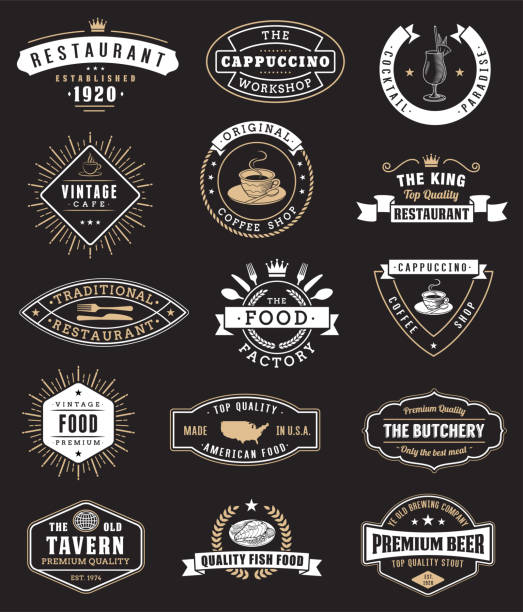 RESTAURANT
ESTABLISHED
1920
THE
CAPPUCCINO
WORKSHOP
COCKTAIL PARADISE
VINTAGE
CAFE
ORIGINAL
COFFEE SHOP
THE KING
Top Quality
RESTAURANT
TRADITIONAL
RESTAURANT
THE
FOOD
FACTORY
CAPPUCCINO
COFFEE SHOP
VINTAGE
FOOD
PREMIUM
TOP QUALITY
MADE IN U.S.A.
AMERICAN FOOD
Premium Quality
THE BUTCHERY
Only the best meat
THE OLD
TAVERN
PREMIUM QUALITY
EST. 1974
QUALITY FISH FOOD
YE OLD BREWING COMPANY
PREMIUM BEER
TOP QUALITY STOUT
EST.
1920